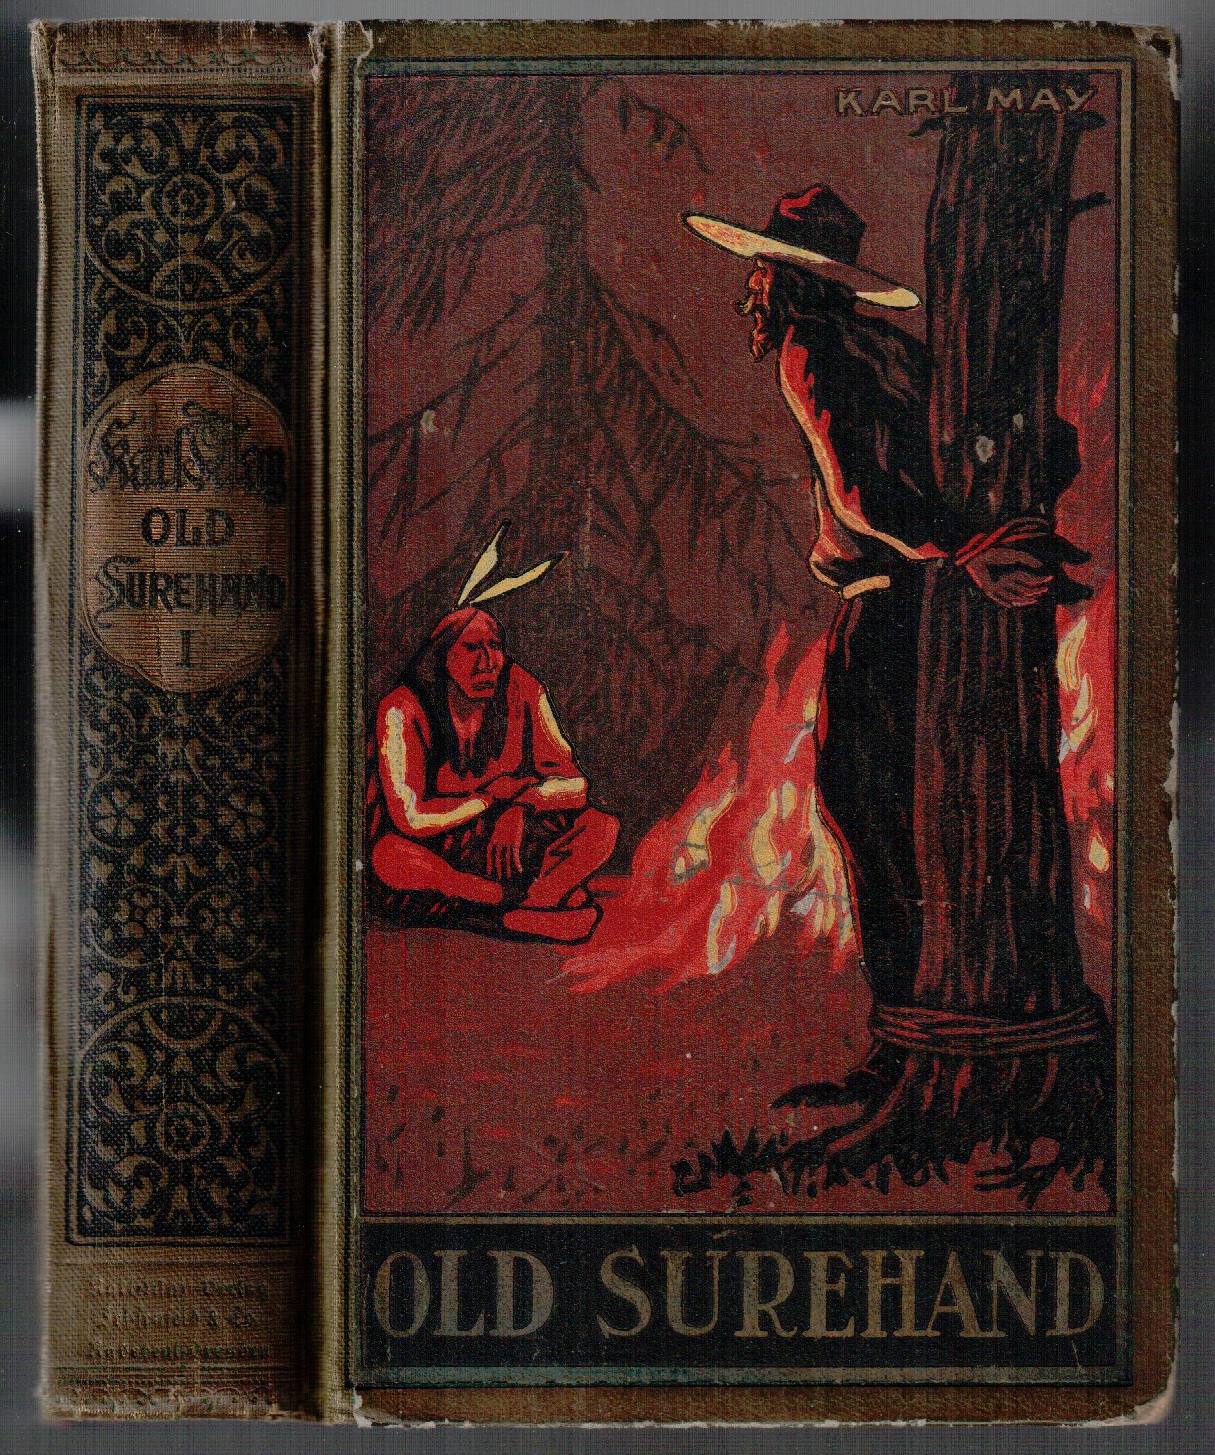 Karl May
OLD
SUREHAND
I
KARL MAY
OLD SUREHAND